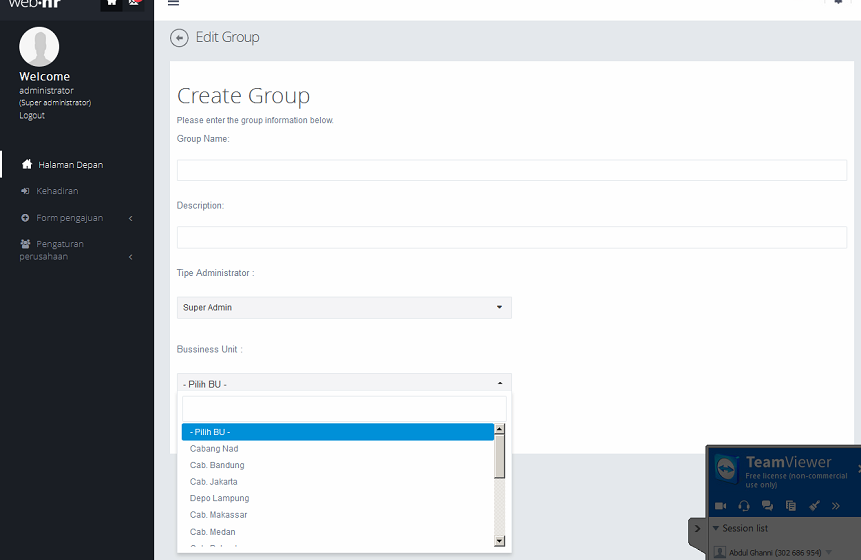 web.hr
Welcome
administrator
(Super administrator)
Logout
Halaman Depan
Kehadiran
Form pengajuan
Pengaturan
perusahaan
Edit Group
Create Group
Please enter the group information below.
Group Name:
Description:
Tipe Administrator :
Super Admin
Bussiness Unit :
- Pilih BU -
- Pilih BU -
Cabang Nad
Cab. Bandung
Cab. Jakarta
Depo Lampung
Cab. Makassar
Cab. Medan
TeamViewer
Free license (non-commercial
use only)
Session list
Abdul Ghanni (302 686 954)